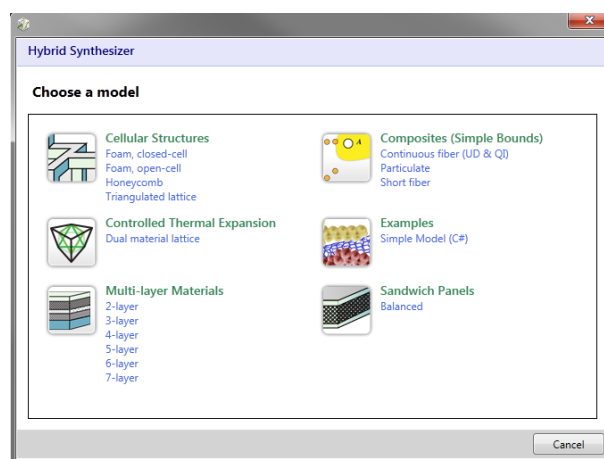 Hybrid Synthesizer
Choose a model
Cellular Structures
Foam, closed-cell
Foam, open-cell
Honeycomb
Triangulated lattice
Composites (Simple Bounds)
Continuous fiber (UD & QI)
Particulate
Short fiber
Controlled Thermal Expansion
Dual material lattice
Examples
Simple Model (C#)
Multi-layer Materials
2-layer
3-layer
4-layer
5-layer
6-layer
7-layer
Sandwich Panels
Balanced
Cancel